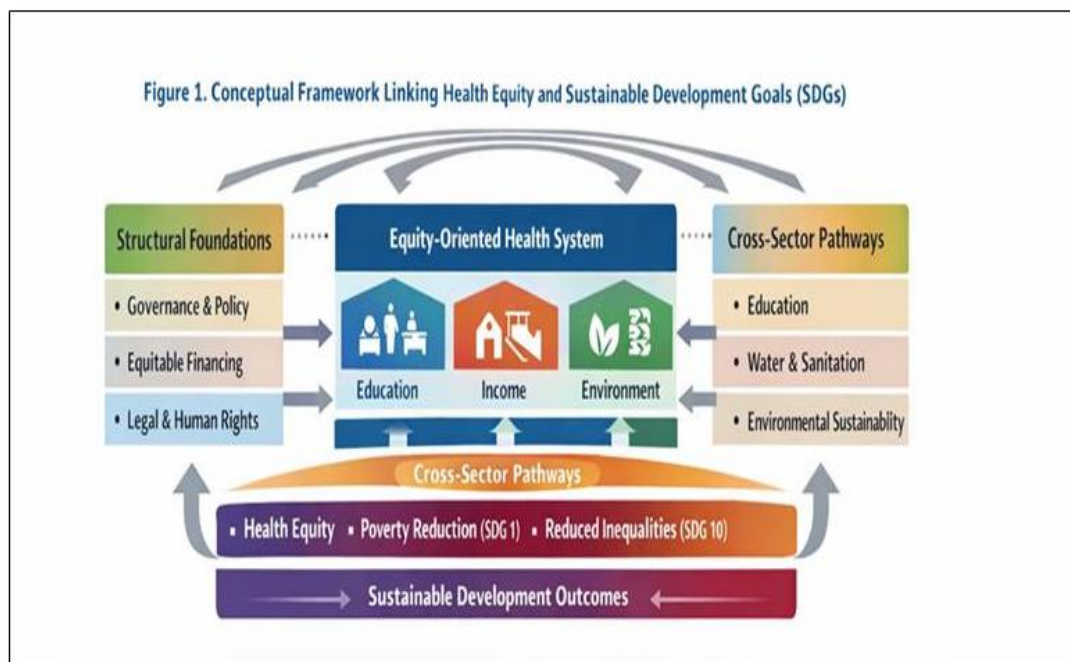 Figure 1. Conceptual Framework Linking Health Equity and Sustainable Development Goals (SDGs)
Structural Foundations
• Governance & Policy
• Equitable Financing
• Legal & Human Rights
Equity-Oriented Health System
Education
Income
Environment
Cross-Sector Pathways
• Education
• Water & Sanitation
• Environmental Sustainablity
Cross-Sector Pathways
▪ Health Equity ▪ Poverty Reduction (SDG 1) ▪ Reduced Inequalities (SDG 10)
Sustainable Development Outcomes